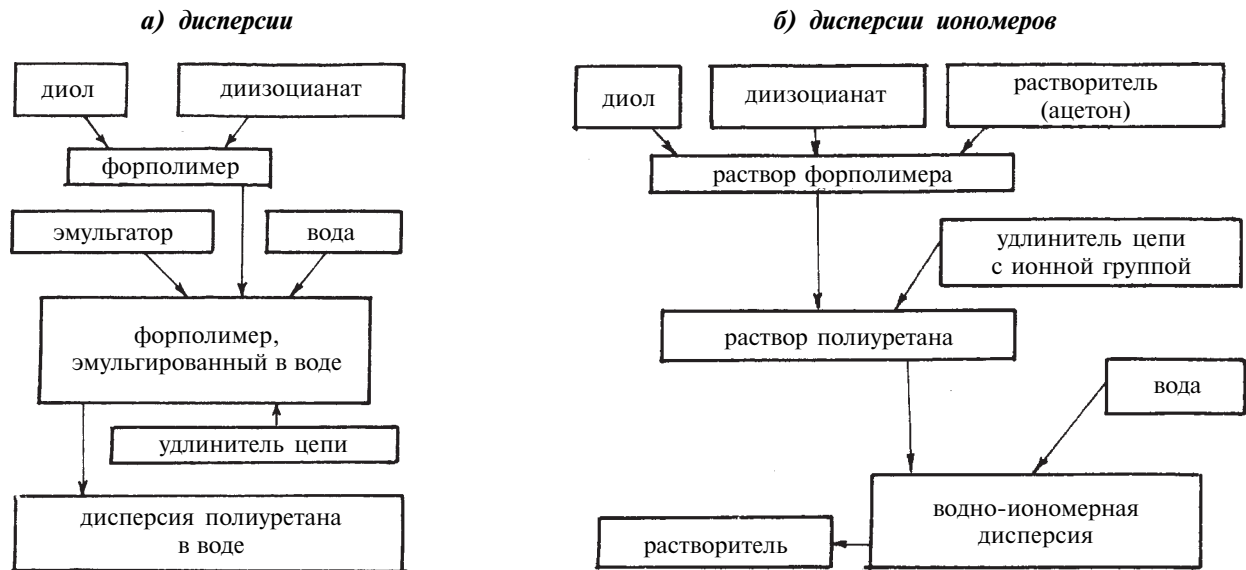 а) дисперсии
диол
диизоцианат
форполимер
эмульгатор
вода
форполимер,
эмульгированный в воде
удлинитель цепи
дисперсия полиуретана
в воде
б) дисперсии иономеров
диол
диизоцианат
растворитель
(ацетон)
раствор форполимера
удлинитель цепи
с ионной группой
раствор полиуретана
вода
водно-иономерная
дисперсия
растворитель